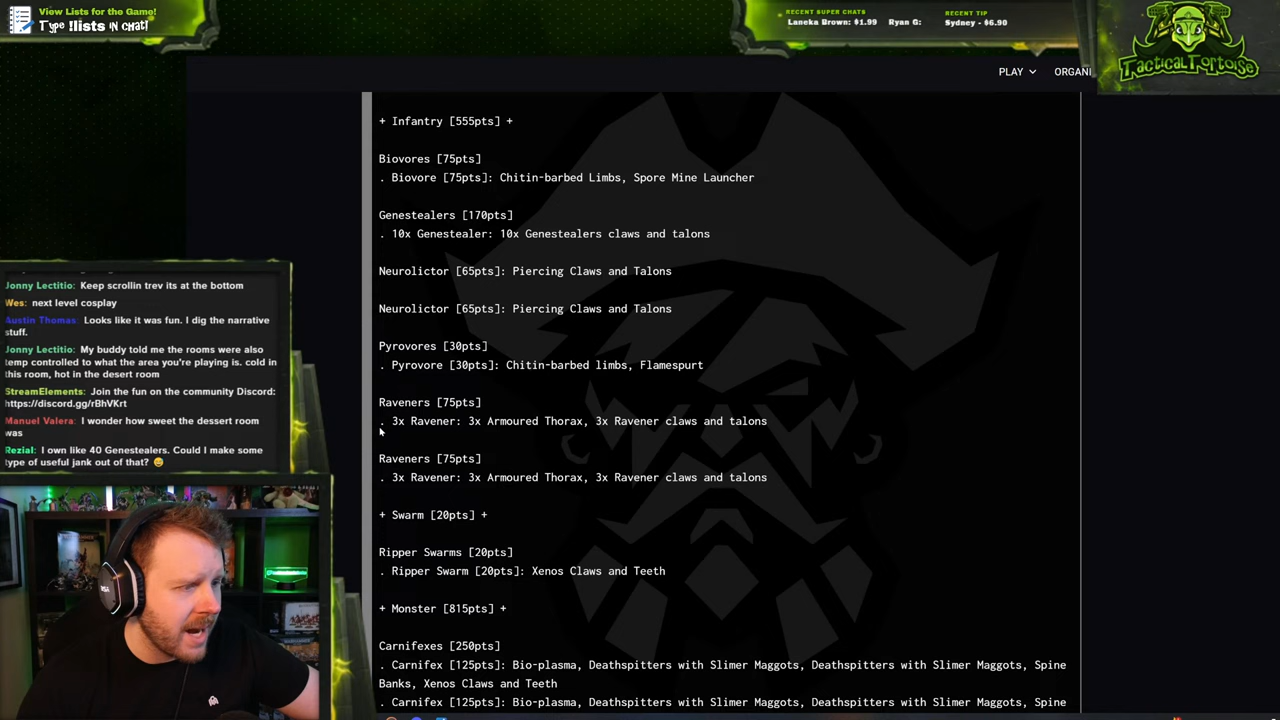 View Lists for the Game!
Type !lists in chat!
RECENT SUPER CHATS
Laneka Brown: $1.99 Ryan G:
RECENT TIP
Sydney - $6.90
TACTICALTORTOISE
PLAY
ORGANI
+ Infantry [555pts] +
Biovores [75pts]
. Biovore [75pts]: Chitin-barbed Limbs, Spore Mine Launcher
Genestealers [170pts]
. 10x Genestealer: 10x Genestealers claws and talons
Neurolictor [65pts]: Piercing Claws and Talons
Neurolictor [65pts]: Piercing Claws and Talons
Pyrovores [30pts]
. Pyrovore [30pts]: Chitin-barbed limbs, Flamespurt
Raveners [75pts]
. 3x Ravener: 3x Armoured Thorax, 3x Ravener claws and talons
Raveners [75pts]
. 3x Ravener: 3x Armoured Thorax, 3x Ravener claws and talons
+ Swarm [20pts] +
Ripper Swarms [20pts]
. Ripper Swarm [20pts]: Xenos Claws and Teeth
+ Monster [815pts] +
Carnifexes [250pts]
. Carnifex [125pts]: Bio-plasma, Deathspitters with Slimer Maggots, Deathspitters with Slimer Maggots, Spine
Banks, Xenos Claws and Teeth
. Carnifex [125pts]: Bio-plasma, Deathspitters with Slimer Maggots, Deathspitters with Slimer Maggots, Spine
Jonny Lectitio: Keep scrollin trev its at the bottom
Wes: next level cosplay
Austin Thomas: Looks like it was fun. I dig the narrative
stuff.
Jonny Lectitio: My buddy told me the rooms were also
temp controlled to what the area you're playing is. cold in
this room, hot in the desert room
StreamElements: Join the fun on the community Discord:
https://discord.gg/rBhVKrt
Manuel Valera: I wonder how sweet the dessert room
was
Rezial: I own like 40 Genestealers. Could I make some
type of useful jank out of that? 😅